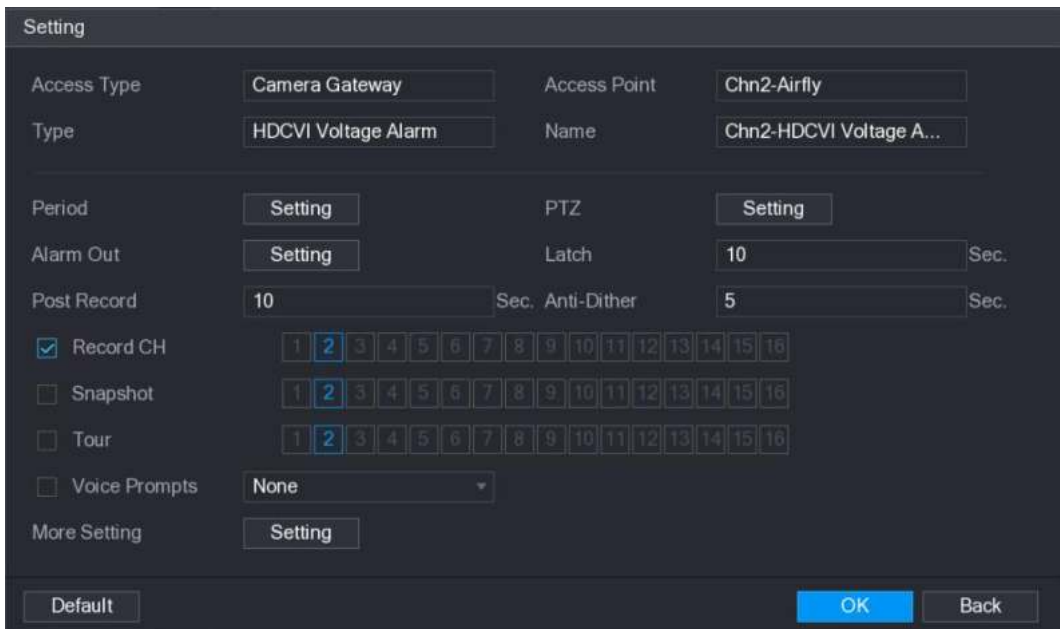 Setting
Access Type Camera Gateway Access Point Chn2-Airfly
Type HDCVI Voltage Alarm Name Chn2-HDCVI Voltage A...
Period Setting PTZ Setting
Alarm Out Setting Latch 10 Sec.
Post Record 10 Sec. Anti-Dither 5 Sec.
Record CH 1 2 3 4 5 6 7 8 9 10 11 12 13 14 15 16
Snapshot 1 2 3 4 5 6 7 8 9 10 11 12 13 14 15 16
Tour 1 2 3 4 5 6 7 8 9 10 11 12 13 14 15 16
Voice Prompts None
More Setting Setting
Default OK Back